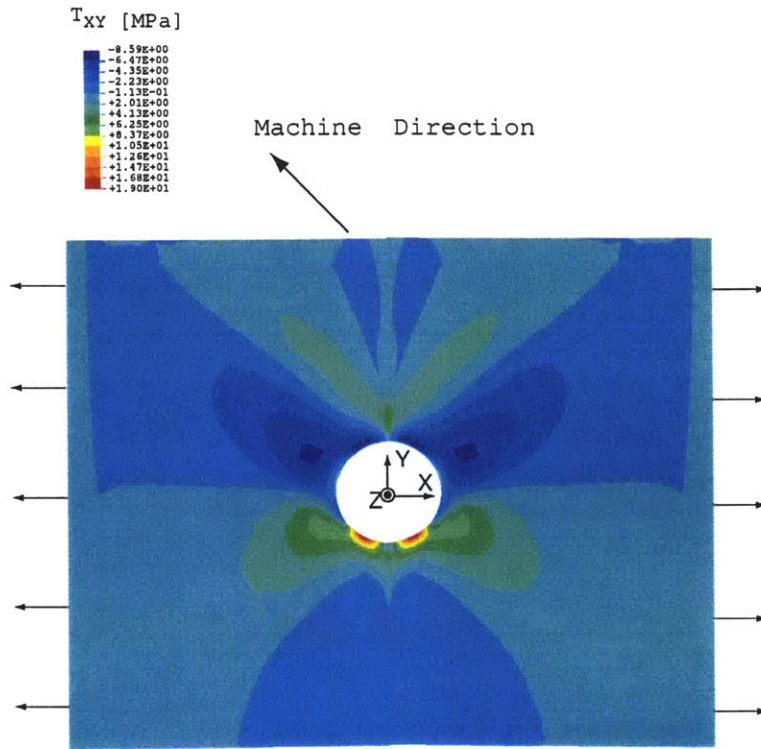 TXY [MPa]
-8.59E+00
-6.47E+00
-4.35E+00
-2.23E+00
-1.13E-01
+2.01E+00
+4.13E+00
+6.25E+00
+8.37E+00
+1.05E+01
+1.26E+01
+1.47E+01
+1.68E+01
+1.90E+01
Machine Direction
Y
X
Z